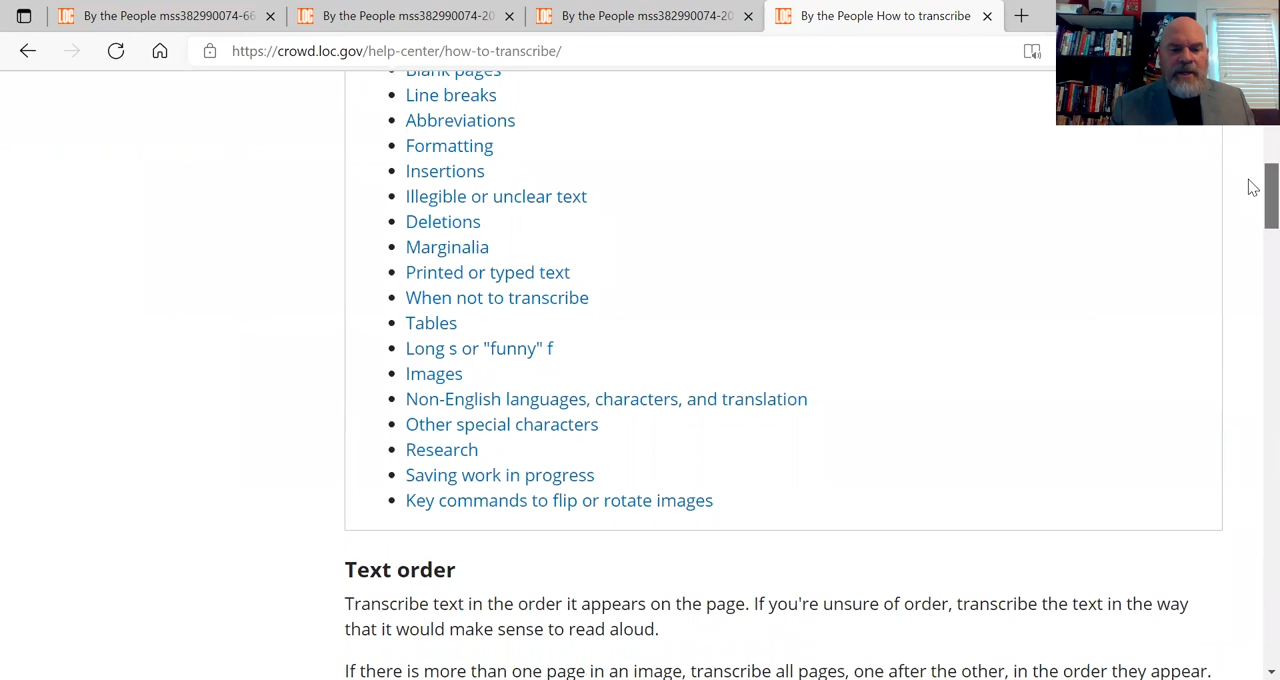 By the People mss382990074-66
By the People mss382990074-20
By the People mss382990074-20
By the People How to transcribe
https://crowd.loc.gov/help-center/how-to-transcribe/
Blank pages
Line breaks
Abbreviations
Formatting
Insertions
Illegible or unclear text
Deletions
Marginalia
Printed or typed text
When not to transcribe
Tables
Long s or "funny" f
Images
Non-English languages, characters, and translation
Other special characters
Research
Saving work in progress
Key commands to flip or rotate images
Text order
Transcribe text in the order it appears on the page. If you're unsure of order, transcribe the text in the way
that it would make sense to read aloud.
If there is more than one page in an image, transcribe all pages, one after the other, in the order they appear.